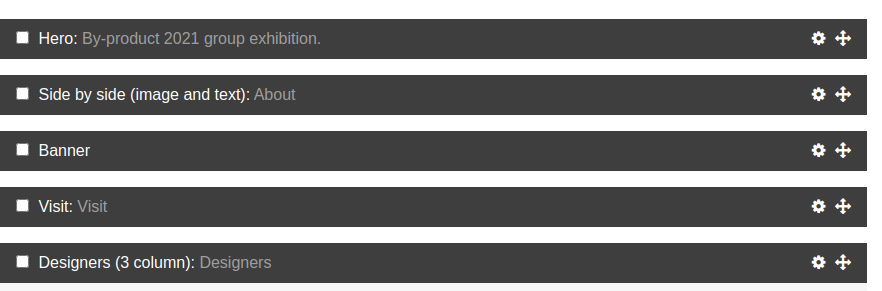 Hero: By-product 2021 group exhibition.
Side by side (image and text): About
Banner
Visit: Visit
Designers (3 column): Designers